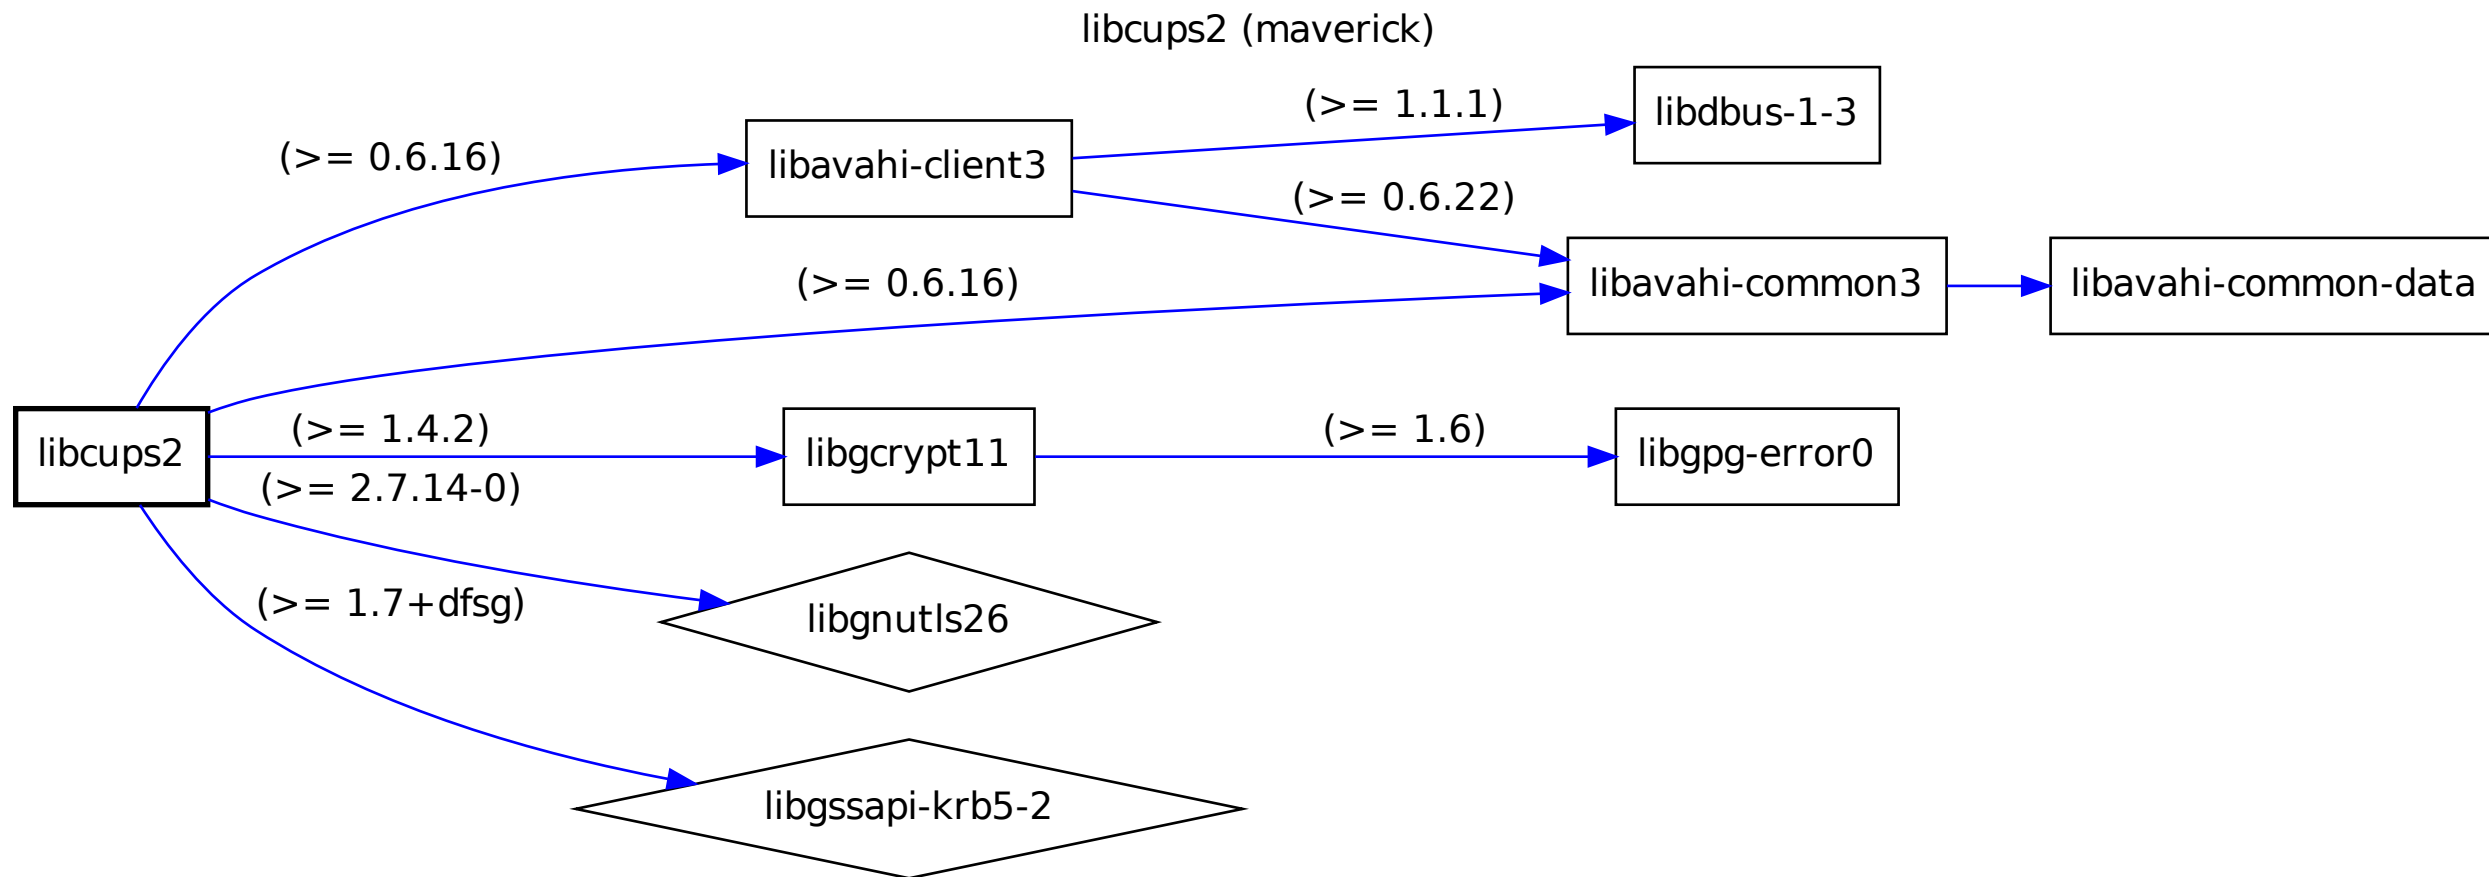 libcups2 (maverick)
(>= 1.1.1)
libdbus-1-3
(>= 0.6.16)
libavahi-client3
(>= 0.6.22)
(>= 0.6.16)
libavahi-common3
libavahi-common-data
libcups2
(>= 1.4.2)
libgcrypt11
(>= 1.6)
libgpg-error0
(>= 2.7.14-0)
libgnutls26
(>= 1.7+dfsg)
libgssapi-krb5-2